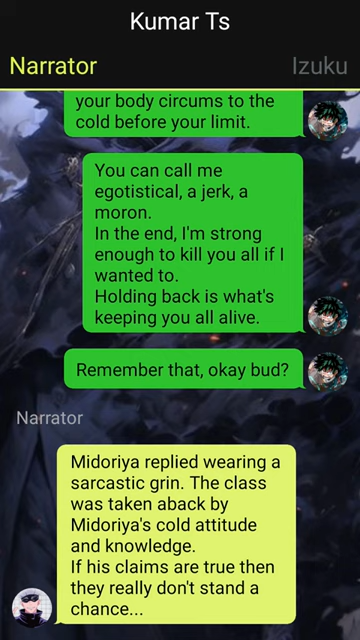 Kumar Ts
Narrator
Izuku
your body circums to the
cold before your limit.
You can call me
egotistical, a jerk, a
moron.
In the end, I'm strong
enough to kill you all if I
wanted to.
Holding back is what's
keeping you all alive.
Remember that, okay bud?
Narrator
Midoriya replied wearing a
sarcastic grin. The class
was taken aback by
Midoriya's cold attitude
and knowledge.
If his claims are true then
they really don't stand a
chance...